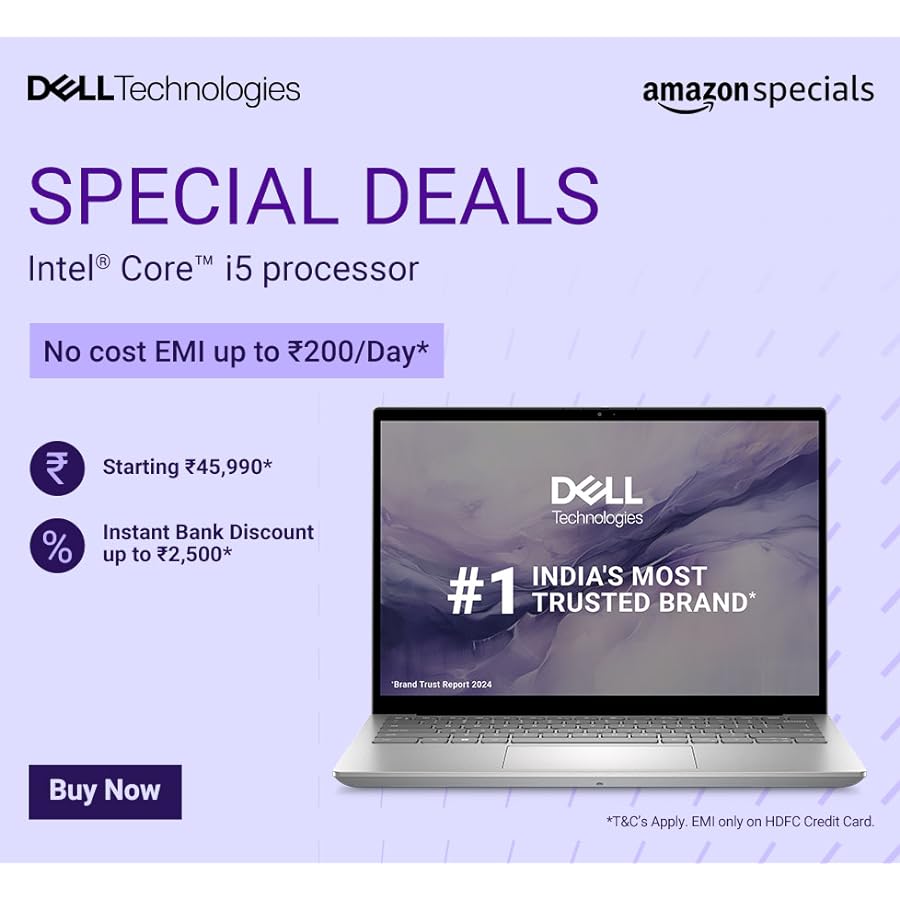 DELL Technologies
amazon specials
SPECIAL DEALS
Intel® Core™ i5 processor
No cost EMI up to ₹200/Day*
₹
Starting ₹45,990*
%
Instant Bank Discount
up to ₹2,500*
DELL
Technologies
#1
INDIA'S MOST
TRUSTED BRAND*
*Brand Trust Report 2024
Buy Now
*T&C's Apply. EMI only on HDFC Credit Card.